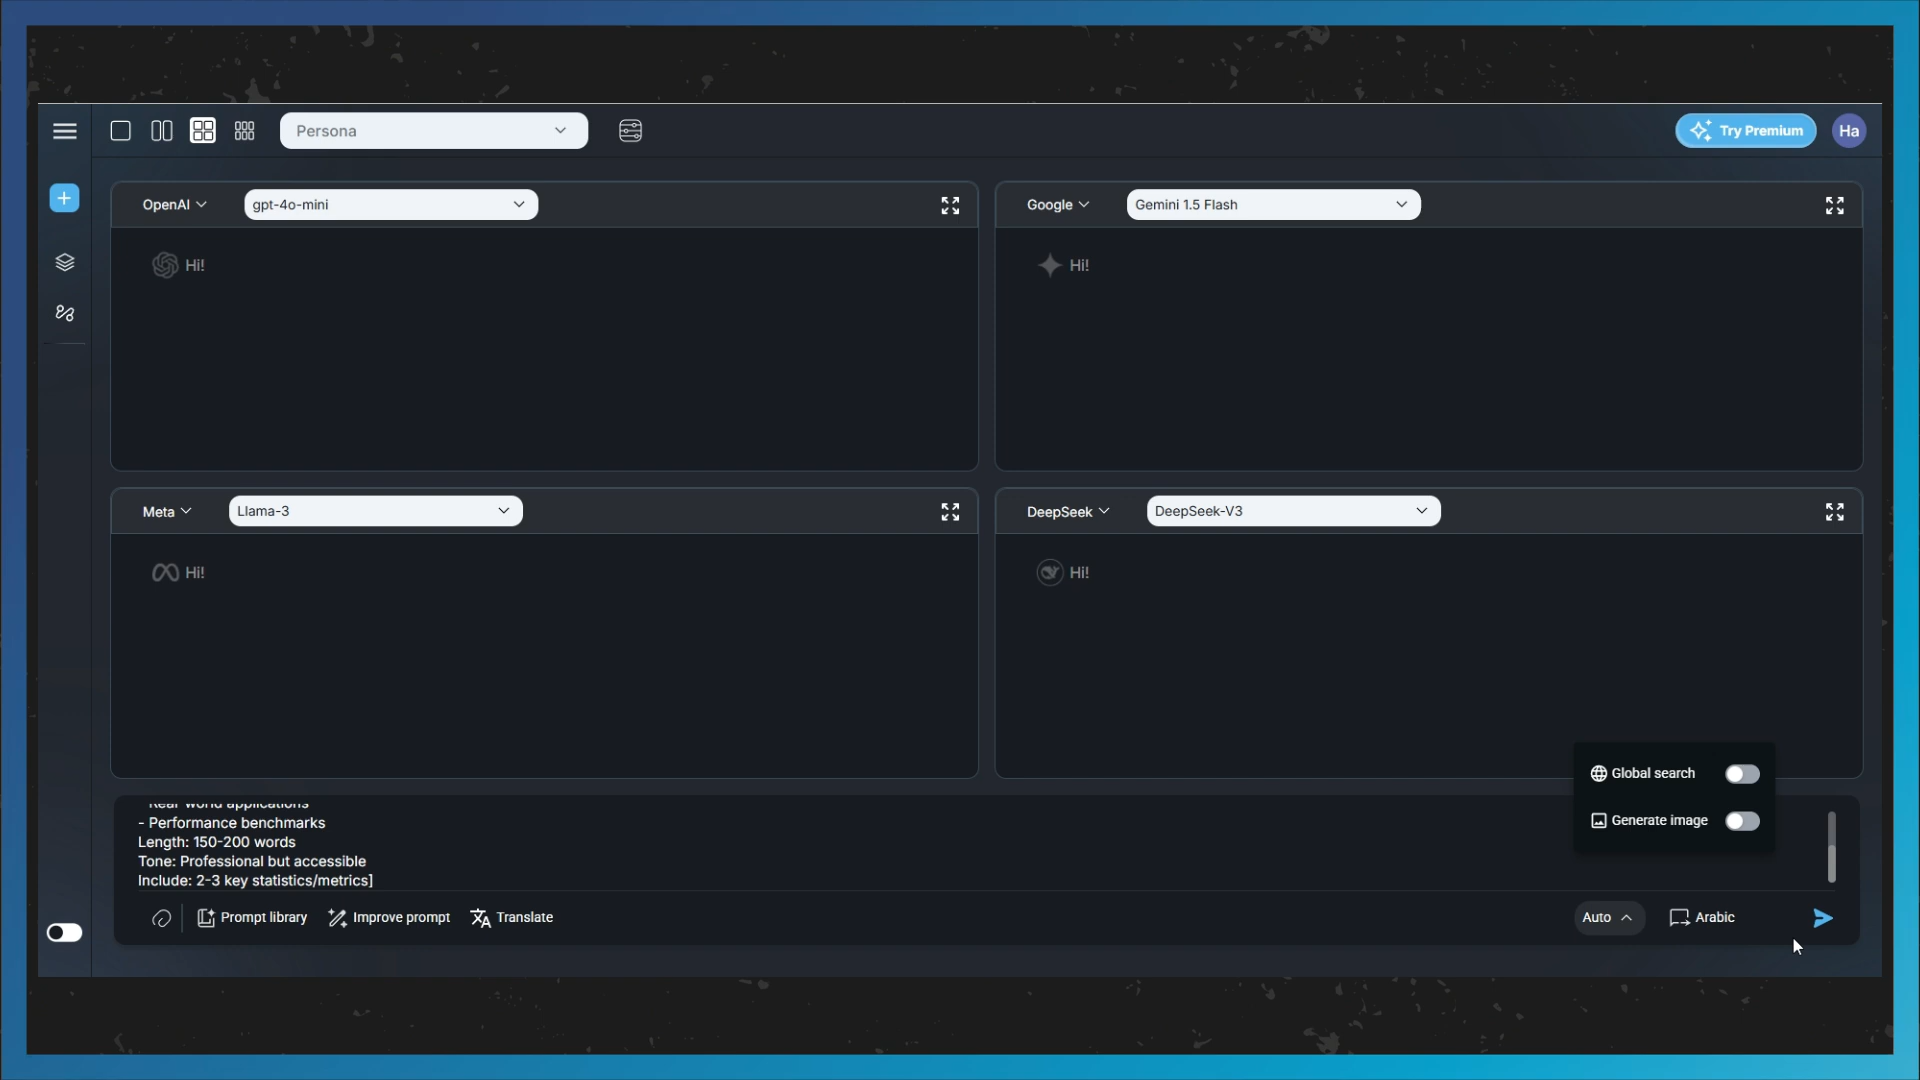 Persona
Try Premium
Ha
OpenAI
gpt-4o-mini
Google
Gemini 1.5 Flash
Hi!
Hi!
Meta
Llama-3
DeepSeek
DeepSeek-V3
Hi!
Hi!
Global search
Generate image
- Performance benchmarks
Length: 150-200 words
Tone: Professional but accessible
Include: 2-3 key statistics/metrics]
Prompt library
Improve prompt
Translate
Auto
Arabic